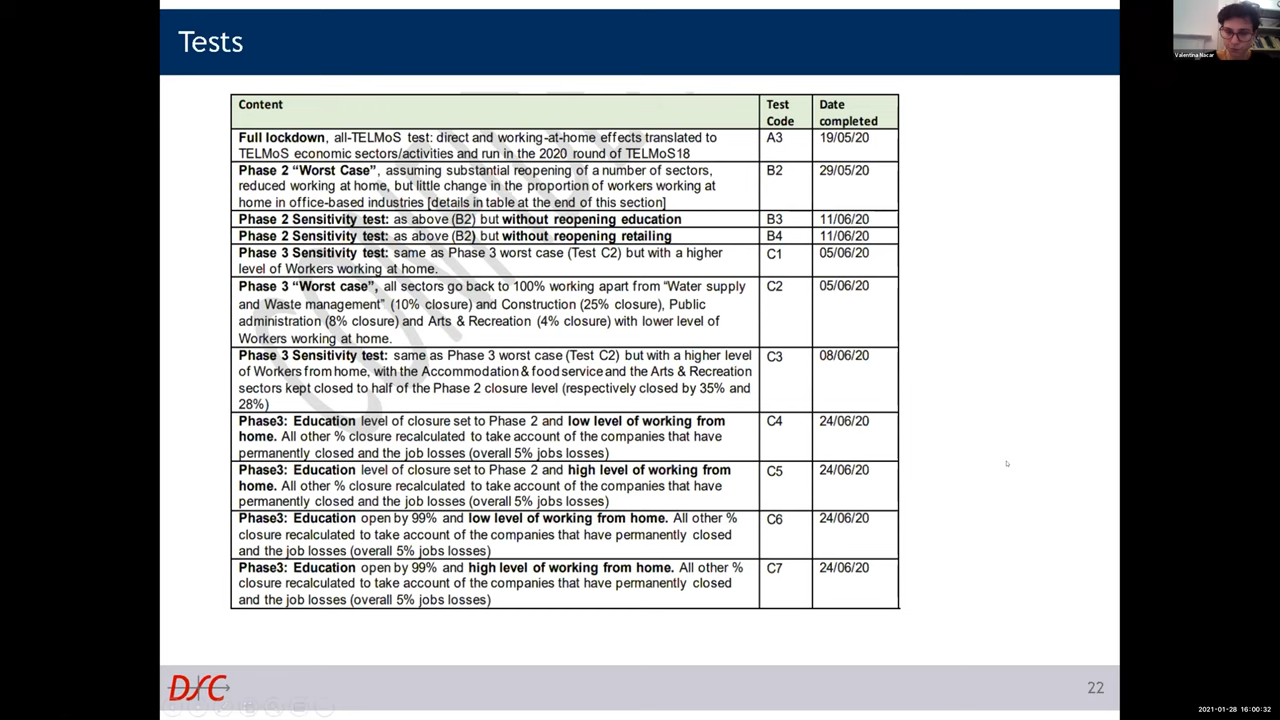 Tests
Valentina Nacar
Content
Test Code
Date completed
Full lockdown, all-TELMoS test: direct and working-at-home effects translated to
TELMoS economic sectors/activities and run in the 2020 round of TELMoS18
A3
19/05/20
Phase 2 “Worst Case”, assuming substantial reopening of a number of sectors,
reduced working at home, but little change in the proportion of workers working at
home in office-based industries [details in table at the end of this section]
B2
29/05/20
Phase 2 Sensitivity test: as above (B2) but without reopening education
B3
11/06/20
Phase 2 Sensitivity test: as above (B2) but without reopening retailing
B4
11/06/20
Phase 3 Sensitivity test: same as Phase 3 worst case (Test C2) but with a higher
level of Workers working at home.
C1
05/06/20
Phase 3 “Worst case”, all sectors go back to 100% working apart from “Water supply
and Waste management” (10% closure) and Construction (25% closure), Public
administration (8% closure) and Arts & Recreation (4% closure) with lower level of
Workers working at home.
C2
05/06/20
Phase 3 Sensitivity test: same as Phase 3 worst case (Test C2) but with a higher level
of Workers from home, with the Accommodation & food service and the Arts & Recreation
sectors kept closed to half of the Phase 2 closure level (respectively closed by 35% and
28%)
C3
08/06/20
Phase3: Education level of closure set to Phase 2 and low level of working from
home. All other % closure recalculated to take account of the companies that have
permanently closed and the job losses (overall 5% jobs losses)
C4
24/06/20
Phase3: Education level of closure set to Phase 2 and high level of working from
home. All other % closure recalculated to take account of the companies that have
permanently closed and the job losses (overall 5% jobs losses)
C5
24/06/20
Phase3: Education open by 99% and low level of working from home. All other %
closure recalculated to take account of the companies that have permanently closed
and the job losses (overall 5% jobs losses)
C6
24/06/20
Phase3: Education open by 99% and high level of working from home. All other %
closure recalculated to take account of the companies that have permanently closed
and the job losses (overall 5% jobs losses)
C7
24/06/20
DSC
22
2021-01-28 16:00:32